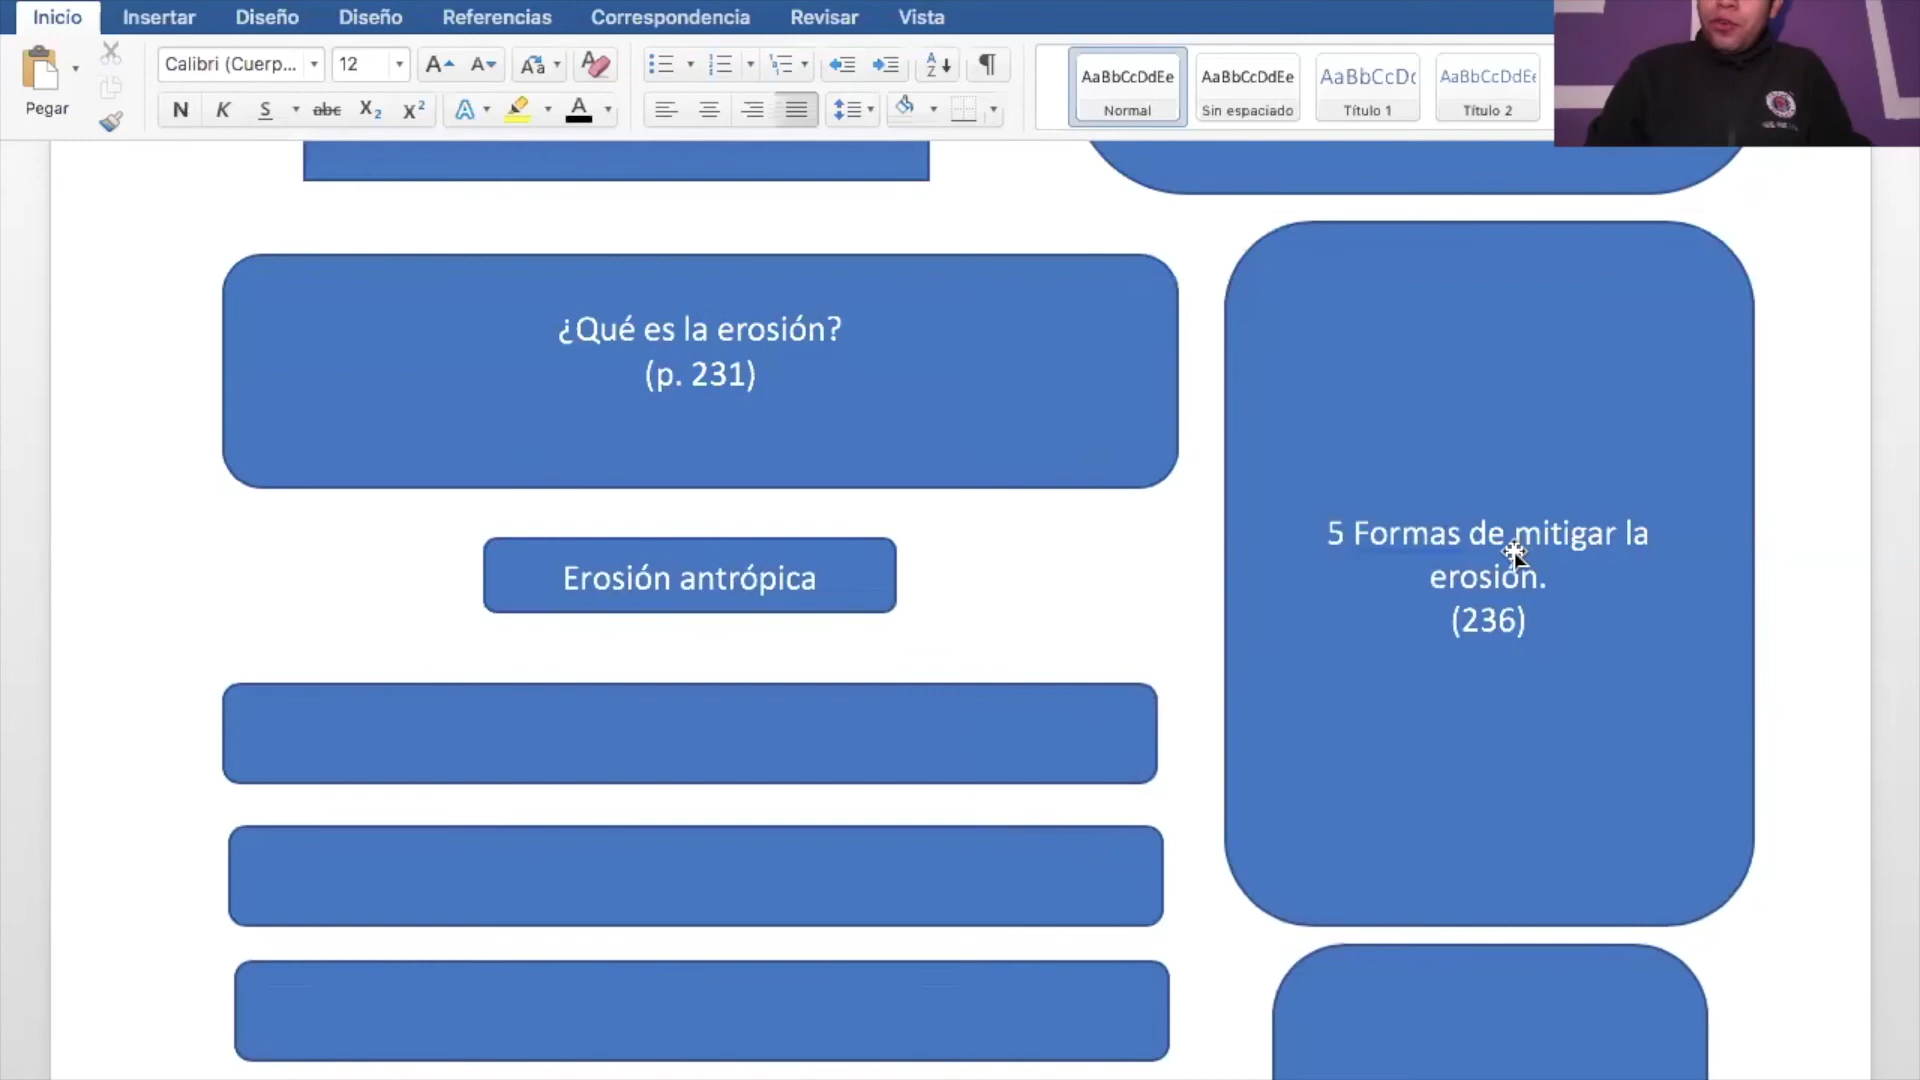 Inicio
Insertar
Diseño
Diseño
Referencias
Correspondencia
Revisar
Vista
Pegar
Calibri (Cuerp...
12
AaBbCcDdEe
Normal
AaBbCcDdEe
Sin espaciado
AaBbCcDc
Título 1
AaBbCcDdEe
Título 2
¿Qué es la erosión?
(p. 231)
Erosión antrópica
5 Formas de mitigar la
erosión.
(236)